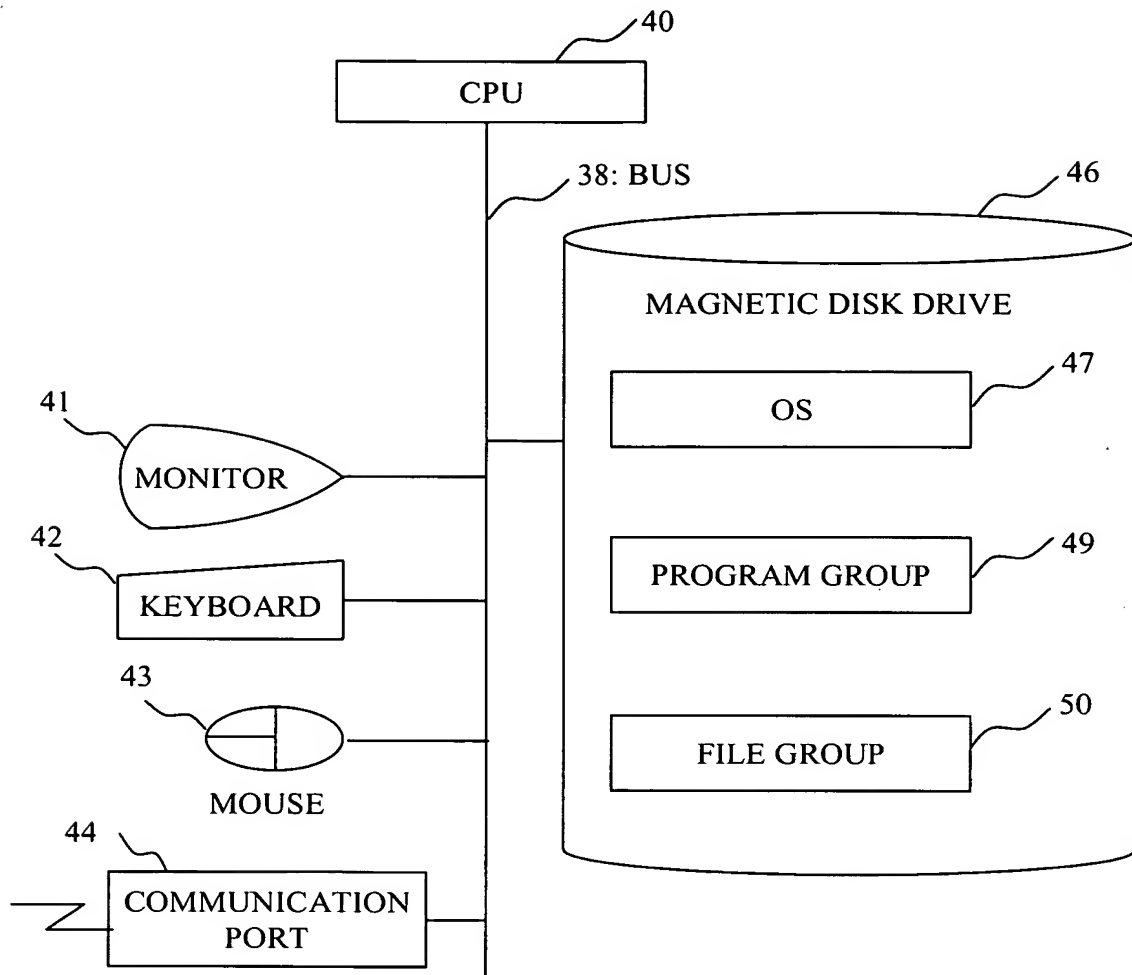 40
CPU
38: BUS
46
MAGNETIC DISK DRIVE
47
OS
41
MONITOR
42
KEYBOARD
49
PROGRAM GROUP
43
MOUSE
50
FILE GROUP
44
COMMUNICATION
PORT